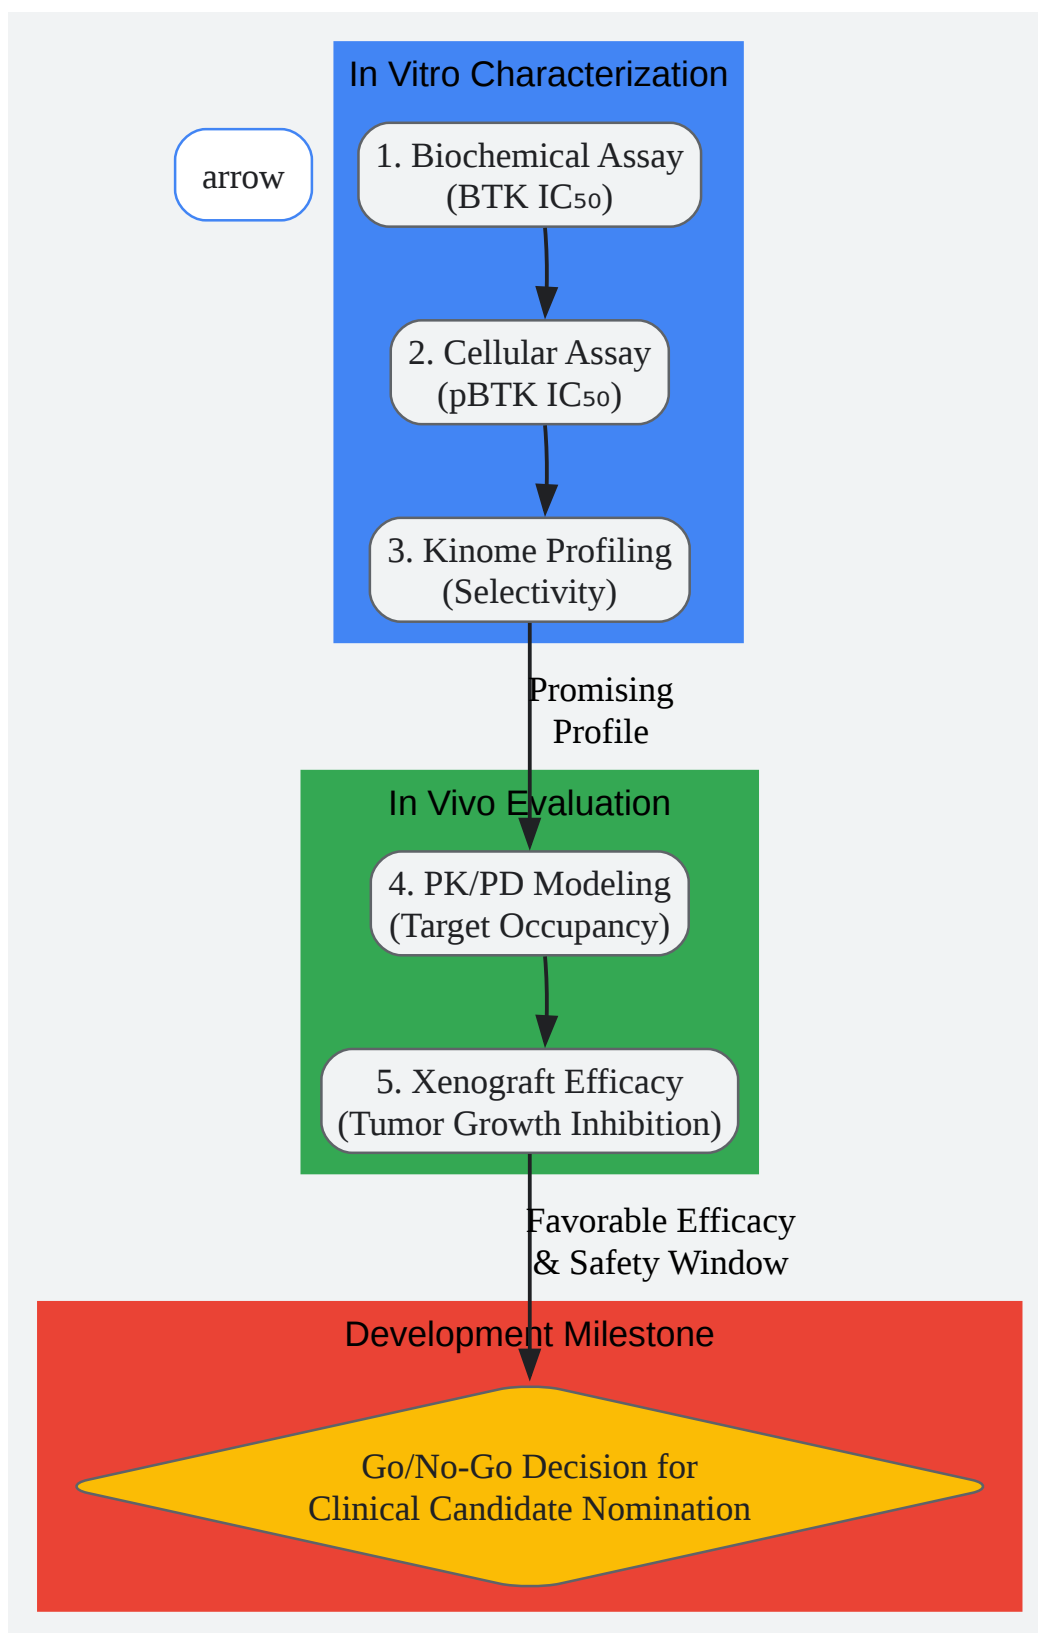 In Vitro Characterization
arrow
1. Biochemical Assay
(BTK IC₅₀)
2. Cellular Assay
(pBTK IC₅₀)
3. Kinome Profiling
(Selectivity)
Promising
Profile
In Vivo Evaluation
4. PK/PD Modeling
(Target Occupancy)
5. Xenograft Efficacy
(Tumor Growth Inhibition)
Favorable Efficacy
& Safety Window
Development Milestone
Go/No-Go Decision for
Clinical Candidate Nomination